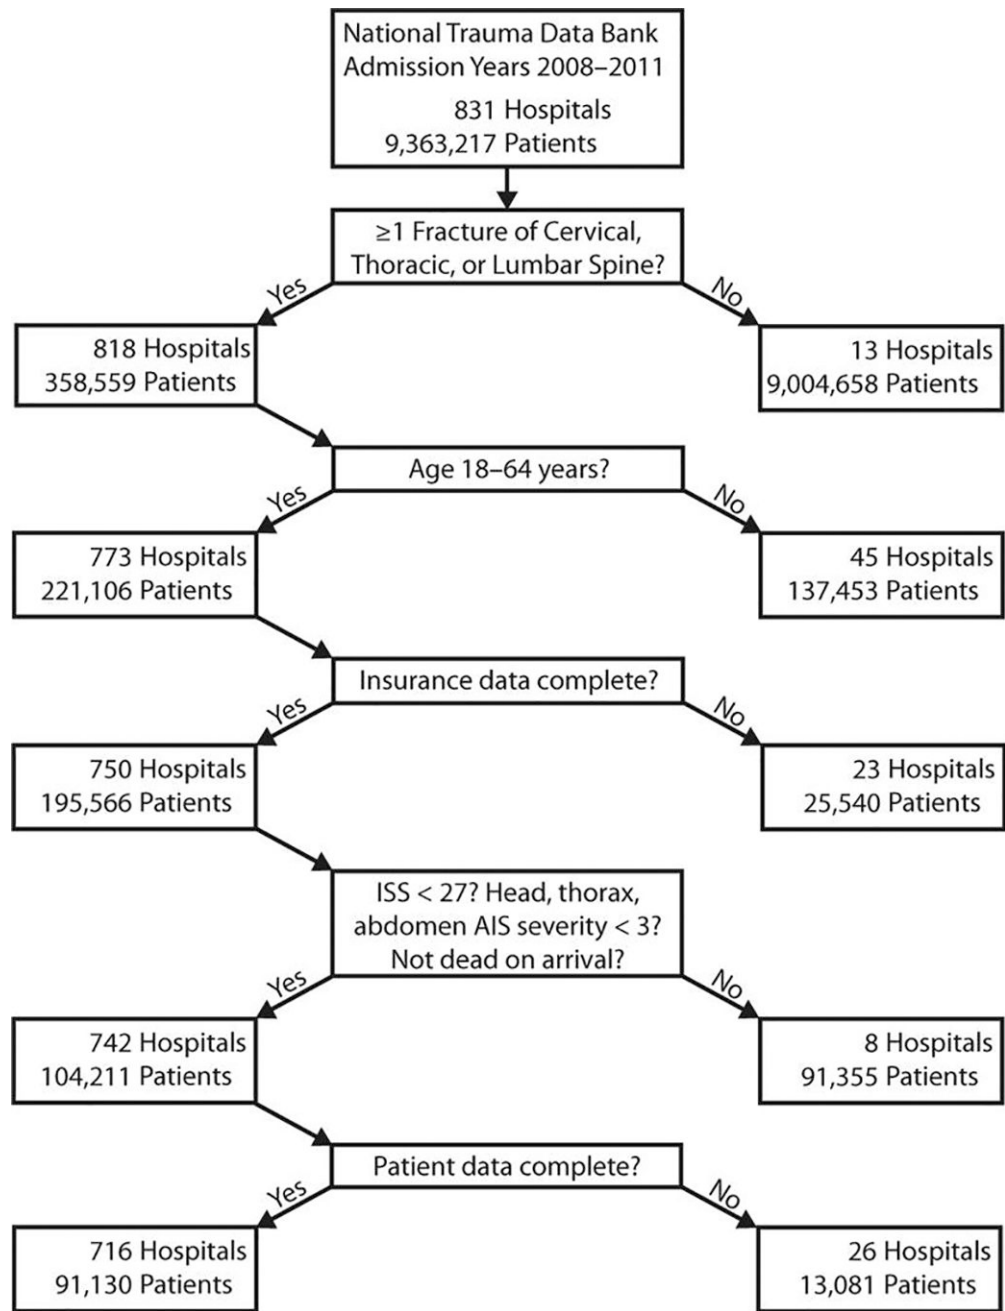 National Trauma Data Bank
Admission Years 2008–2011
831 Hospitals
9,363,217 Patients
≥1 Fracture of Cervical,
Thoracic, or Lumbar Spine?
Yes
No
818 Hospitals
358,559 Patients
13 Hospitals
9,004,658 Patients
Age 18–64 years?
Yes
No
773 Hospitals
221,106 Patients
45 Hospitals
137,453 Patients
Insurance data complete?
Yes
No
750 Hospitals
195,566 Patients
23 Hospitals
25,540 Patients
ISS < 27? Head, thorax,
abdomen AIS severity < 3?
Not dead on arrival?
Yes
No
742 Hospitals
104,211 Patients
8 Hospitals
91,355 Patients
Patient data complete?
Yes
No
716 Hospitals
91,130 Patients
26 Hospitals
13,081 Patients